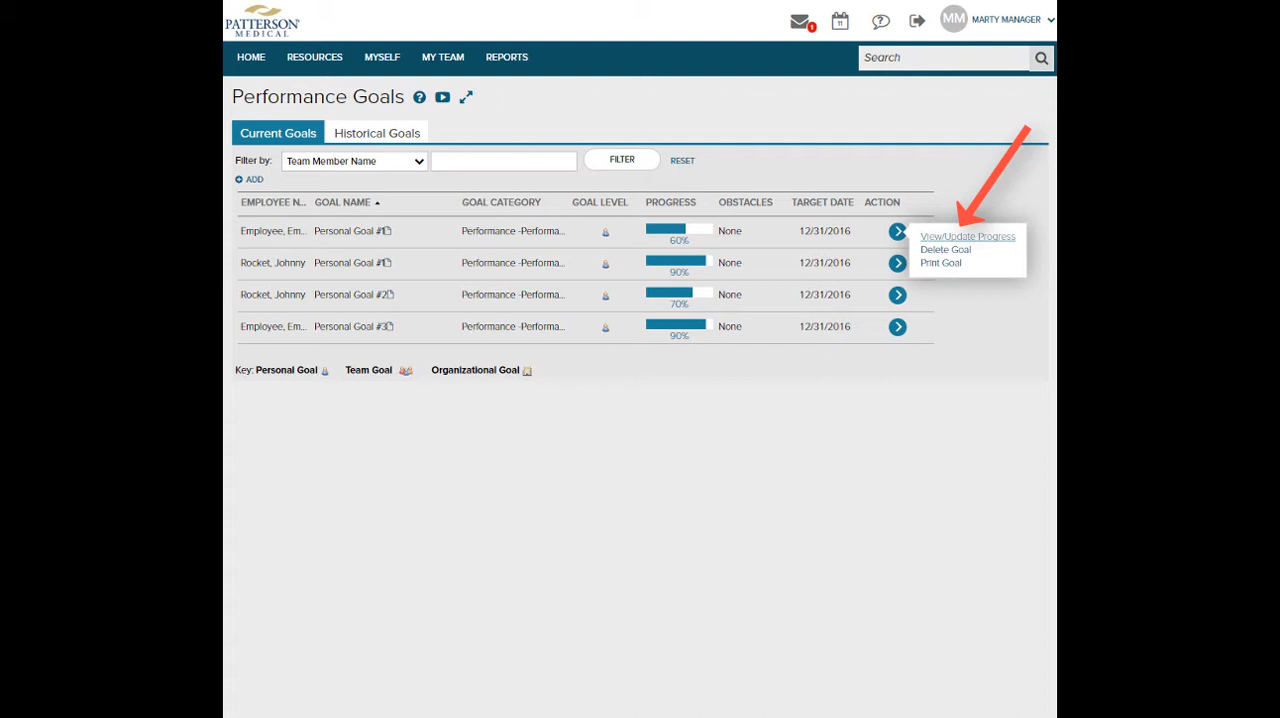 PATTERSON
MEDICAL
1
11
MM MARTY MANAGER
HOME RESOURCES MYSELF MY TEAM REPORTS Search
Performance Goals
Current Goals Historical Goals
Filter by: Team Member Name FILTER RESET
ADD
EMPLOYEE N... GOAL NAME GOAL CATEGORY GOAL LEVEL PROGRESS OBSTACLES TARGET DATE ACTION
Employee, Em... Personal Goal #1 Performance -Performa... 60% None 12/31/2016
View/Update Progress
Delete Goal
Print Goal
Rocket, Johnny Personal Goal #1 Performance -Performa... 90% None 12/31/2016
Rocket, Johnny Personal Goal #2 Performance -Performa... 70% None 12/31/2016
Employee, Em... Personal Goal #3 Performance -Performa... 90% None 12/31/2016
Key: Personal Goal Team Goal Organizational Goal